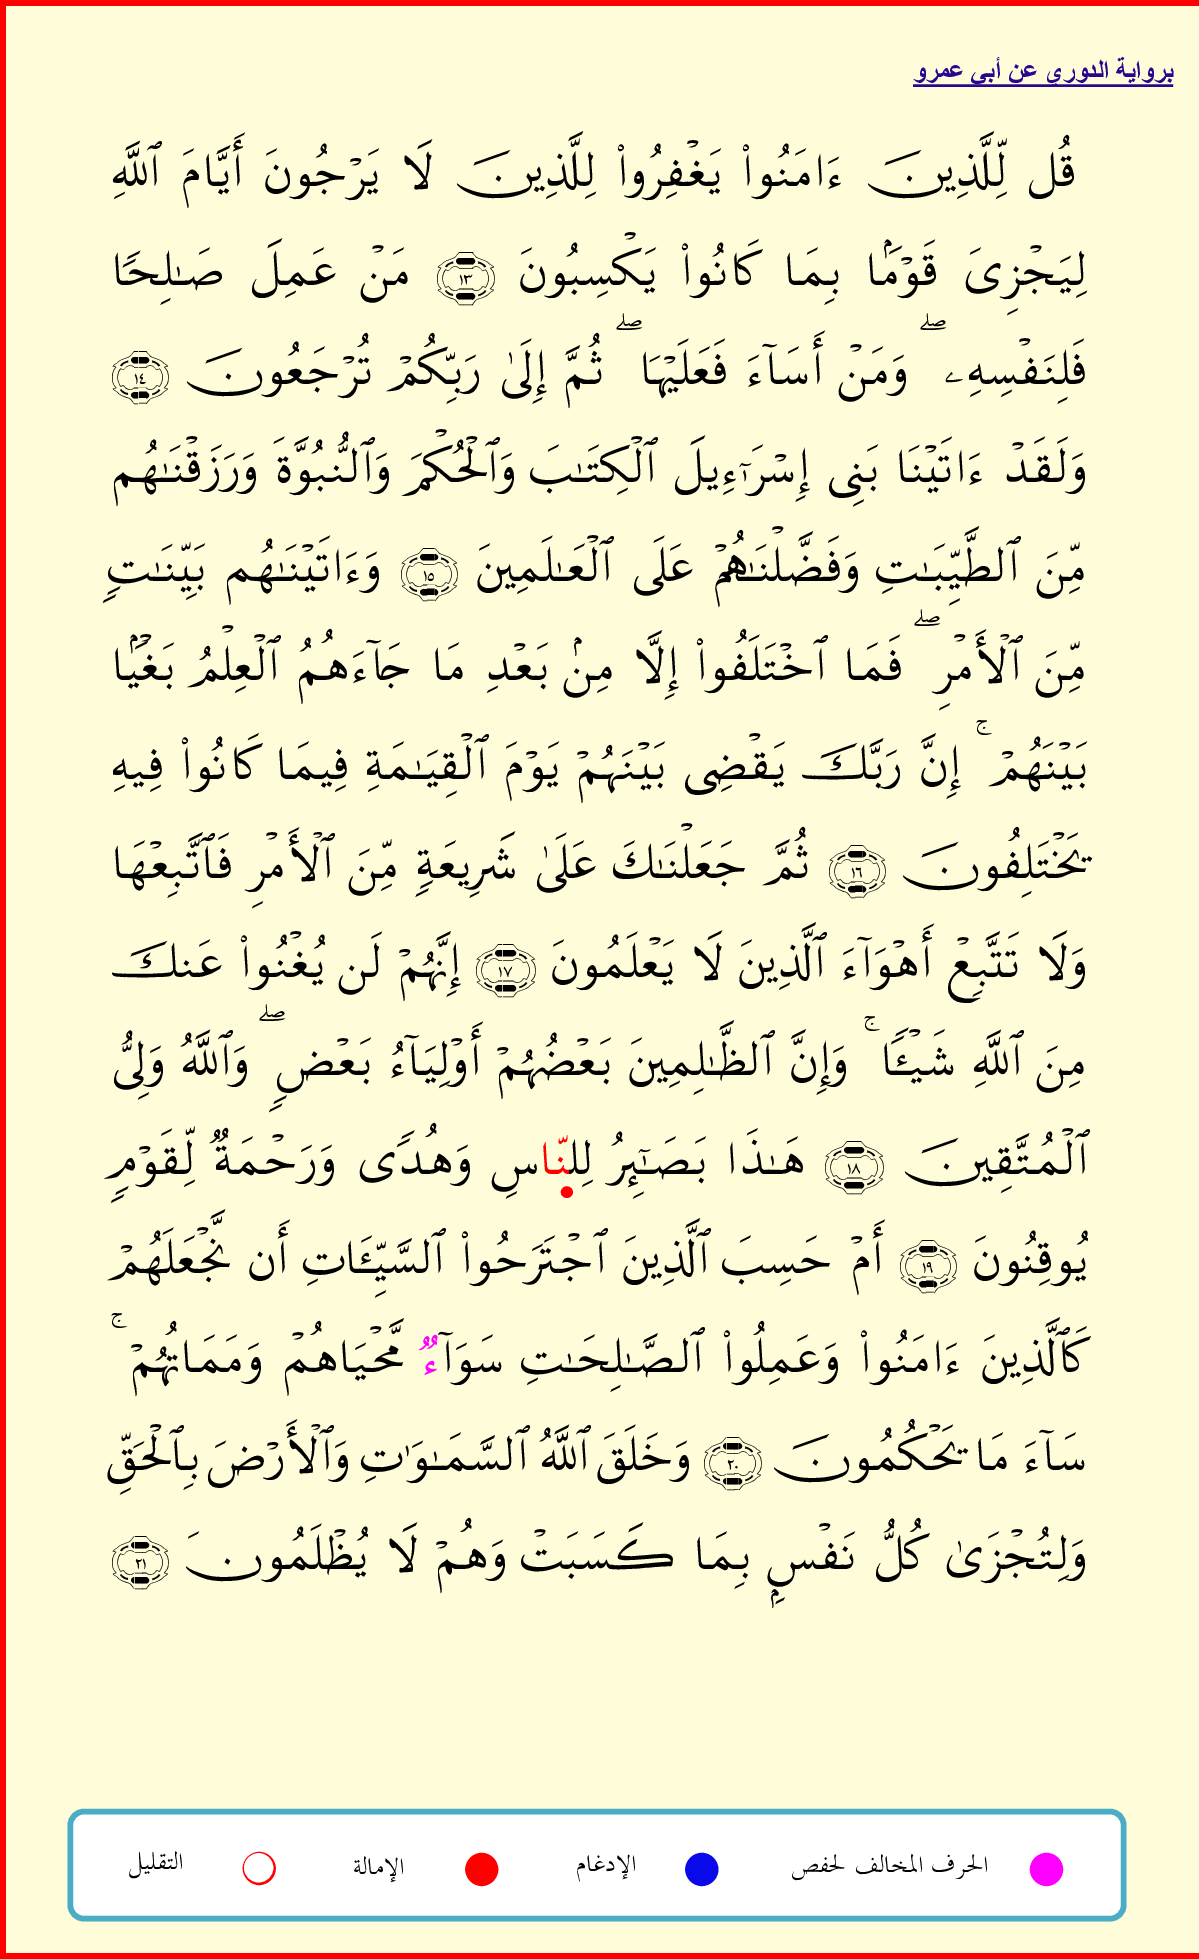 برواية الدوري عن أبي عمرو
قُل لِّلَّذِينَ ءَامَنُوا۟ يَغْفِرُوا۟ لِلَّذِينَ لَا يَرْجُونَ أَيَّامَ ٱللَّهِ
لِيَجْزِىَ قَوْمَۢا بِمَا كَانُوا۟ يَكْسِبُونَ ١٣ مَنْ عَمِلَ صَـٰلِحًا
فَلِنَفْسِهِۦ ۖ وَمَنْ أَسَآءَ فَعَلَيْهَا ۖ ثُمَّ إِلَىٰ رَبِّكُمْ تُرْجَعُونَ ١٤
وَلَقَدْ ءَاتَيْنَا بَنِى إِسْرَٰٓءِيلَ ٱلْكِتَـٰبَ وَٱلْحُكْمَ وَٱلنُّبُوَّةَ وَرَزَقْنَـٰهُم
مِّنَ ٱلطَّيِّبَـٰتِ وَفَضَّلْنَـٰهُمْ عَلَى ٱلْعَـٰلَمِينَ ١٥ وَءَاتَيْنَـٰهُم بَيِّنَـٰتٍ
مِّنَ ٱلْأَمْرِ ۖ فَمَا ٱخْتَلَفُوا۟ إِلَّا مِنۢ بَعْدِ مَا جَآءَهُمُ ٱلْعِلْمُ بَغْيَۢا
بَيْنَهُمْ ۚ إِنَّ رَبَّكَ يَقْضِى بَيْنَهُمْ يَوْمَ ٱلْقِيَـٰمَةِ فِيمَا كَانُوا۟ فِيهِ
يَخْتَلِفُونَ ١٦ ثُمَّ جَعَلْنَـٰكَ عَلَىٰ شَرِيعَةٍ مِّنَ ٱلْأَمْرِ فَٱتَّبِعْهَا
وَلَا تَتَّبِعْ أَهْوَآءَ ٱلَّذِينَ لَا يَعْلَمُونَ ١٧ إِنَّهُمْ لَن يُغْنُوا۟ عَنكَ
مِنَ ٱللَّهِ شَيْـًٔا ۚ وَإِنَّ ٱلظَّـٰلِمِينَ بَعْضُهُمْ أَوْلِيَآءُ بَعْضٍ ۖ وَٱللَّهُ وَلِىُّ
ٱلْمُتَّقِينَ ١٨ هَـٰذَا بَصَـٰٓئِرُ لِلنَّاسِ وَهُدًى وَرَحْمَةٌ لِّقَوْمٍ
يُوقِنُونَ ١٩ أَمْ حَسِبَ ٱلَّذِينَ ٱجْتَرَحُوا۟ ٱلسَّيِّـَٔاتِ أَن نَّجْعَلَهُمْ
كَٱلَّذِينَ ءَامَنُوا۟ وَعَمِلُوا۟ ٱلصَّـٰلِحَـٰتِ سَوَآءٌ مَّحْيَاهُمْ وَمَمَاتُهُمْ ۚ
سَآءَ مَا يَحْكُمُونَ ٢٠ وَخَلَقَ ٱللَّهُ ٱلسَّمَـٰوَٰتِ وَٱلْأَرْضَ بِٱلْحَقِّ
وَلِتُجْزَىٰ كُلُّ نَفْسٍۭ بِمَا كَسَبَتْ وَهُمْ لَا يُظْلَمُونَ ٢١
الحرف المخالف لحفص الإدغام الإمالة التقليل